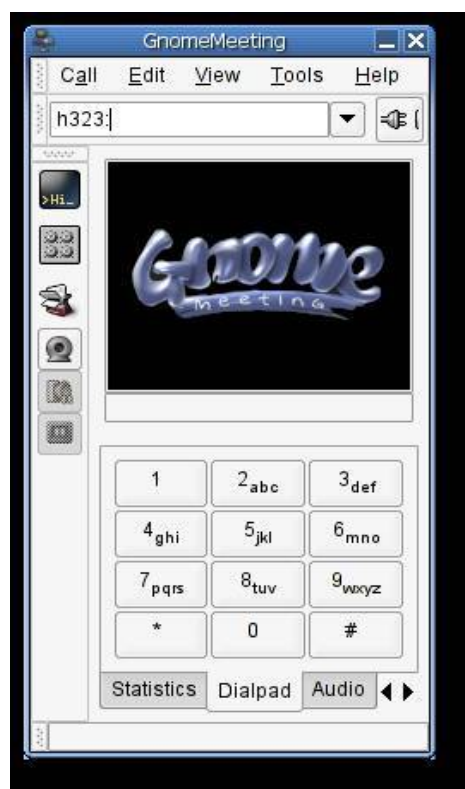 GnomeMeeting
Call Edit View Tools Help
h323:
>Hi_
GNOME
meeting
1 2abc 3def
4ghi 5jkl 6mno
7pqrs 8tuv 9wxyz
* 0 #
Statistics Dialpad Audio